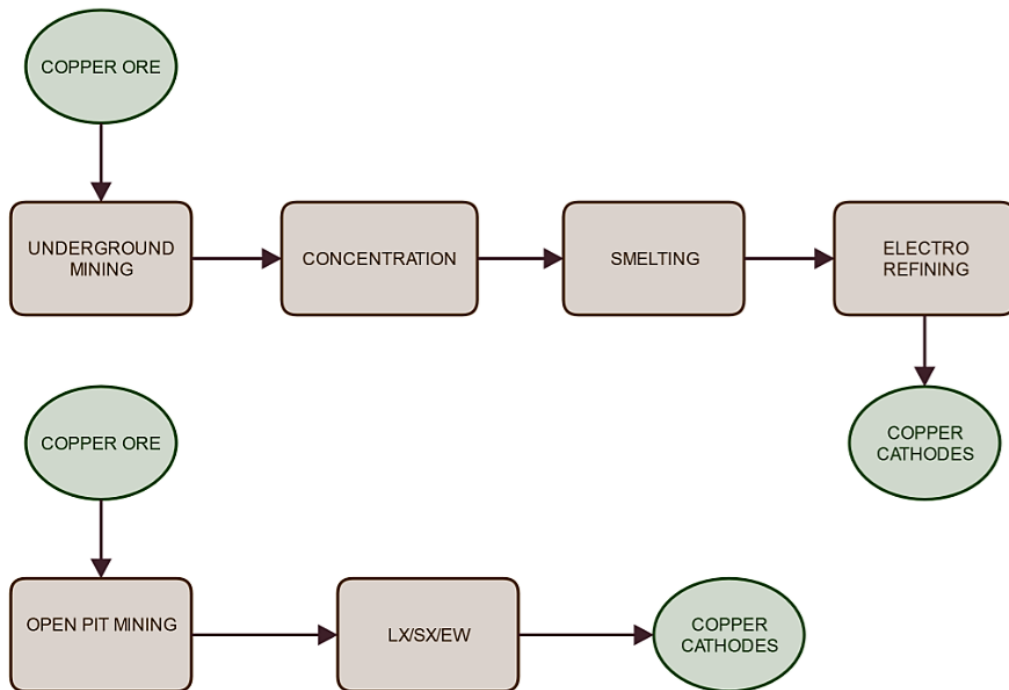 COPPER ORE
UNDERGROUND
MINING
CONCENTRATION
SMELTING
ELECTRO
REFINING
COPPER
CATHODES
COPPER ORE
OPEN PIT MINING
LX/SX/EW
COPPER
CATHODES